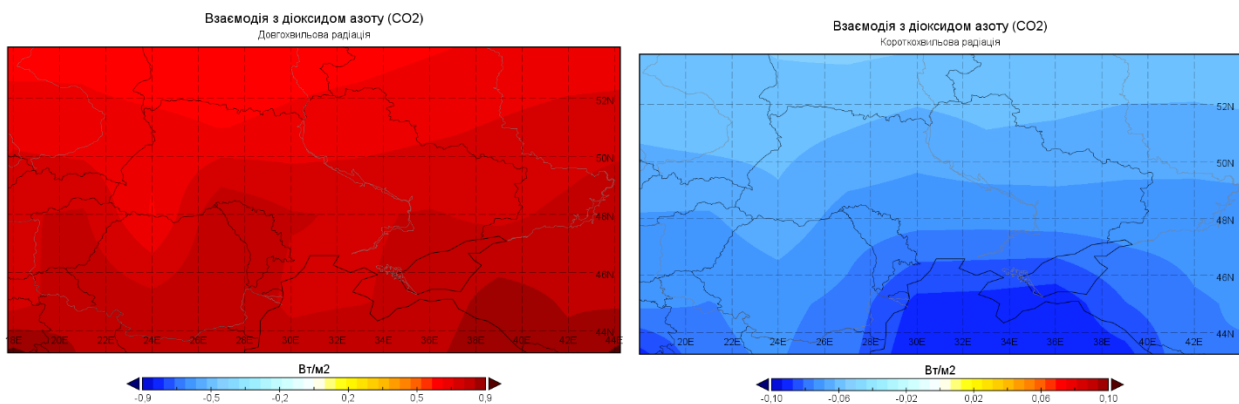 Взаємодія з діоксидом азоту (CO2)
Довгохвильова радіація
52N
50N
48N
46N
44N
18E 20E 22E 24E 26E 28E 30E 32E 34E 36E 38E 40E 42E 44E
Вт/м2
-0,9 -0,5 -0,2 0,2 0,5 0,9
Взаємодія з діоксидом азоту (CO2)
Короткохвильова радіація
52N
50N
48N
46N
44N
20E 22E 24E 26E 28E 30E 32E 34E 36E 38E 40E 42E
Вт/м2
-0,10 -0,06 -0,02 0,02 0,06 0,10